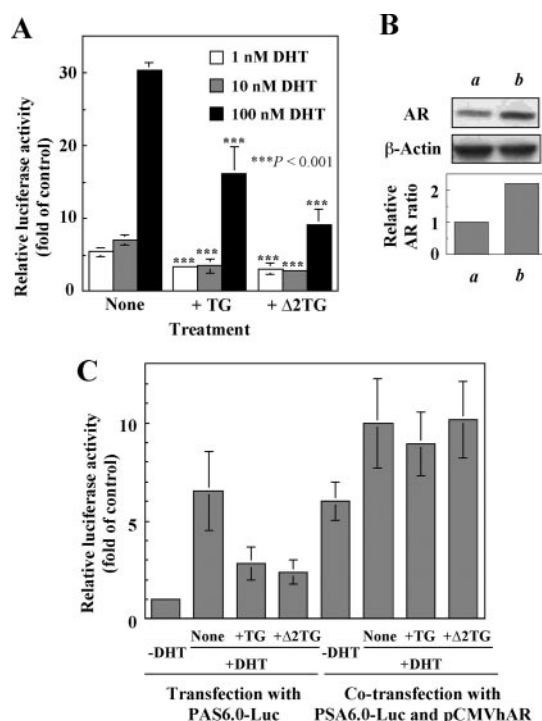 A
Relative luciferase activity
(fold of control)
30
20
10
0
1 nM DHT
10 nM DHT
100 nM DHT
***
***P < 0.001
*** ***
***
*** ***
None
+ TG
+ Δ2TG
Treatment
B
a b
AR
β-Actin
Relative
AR ratio
2
1
0
a b
C
Relative luciferase activity
(fold of control)
10
5
0
-DHT
None
+TG
+Δ2TG
+DHT
-DHT
None
+TG
+Δ2TG
+DHT
Transfection with
PAS6.0-Luc
Co-transfection with
PSA6.0-Luc and pCMVhAR